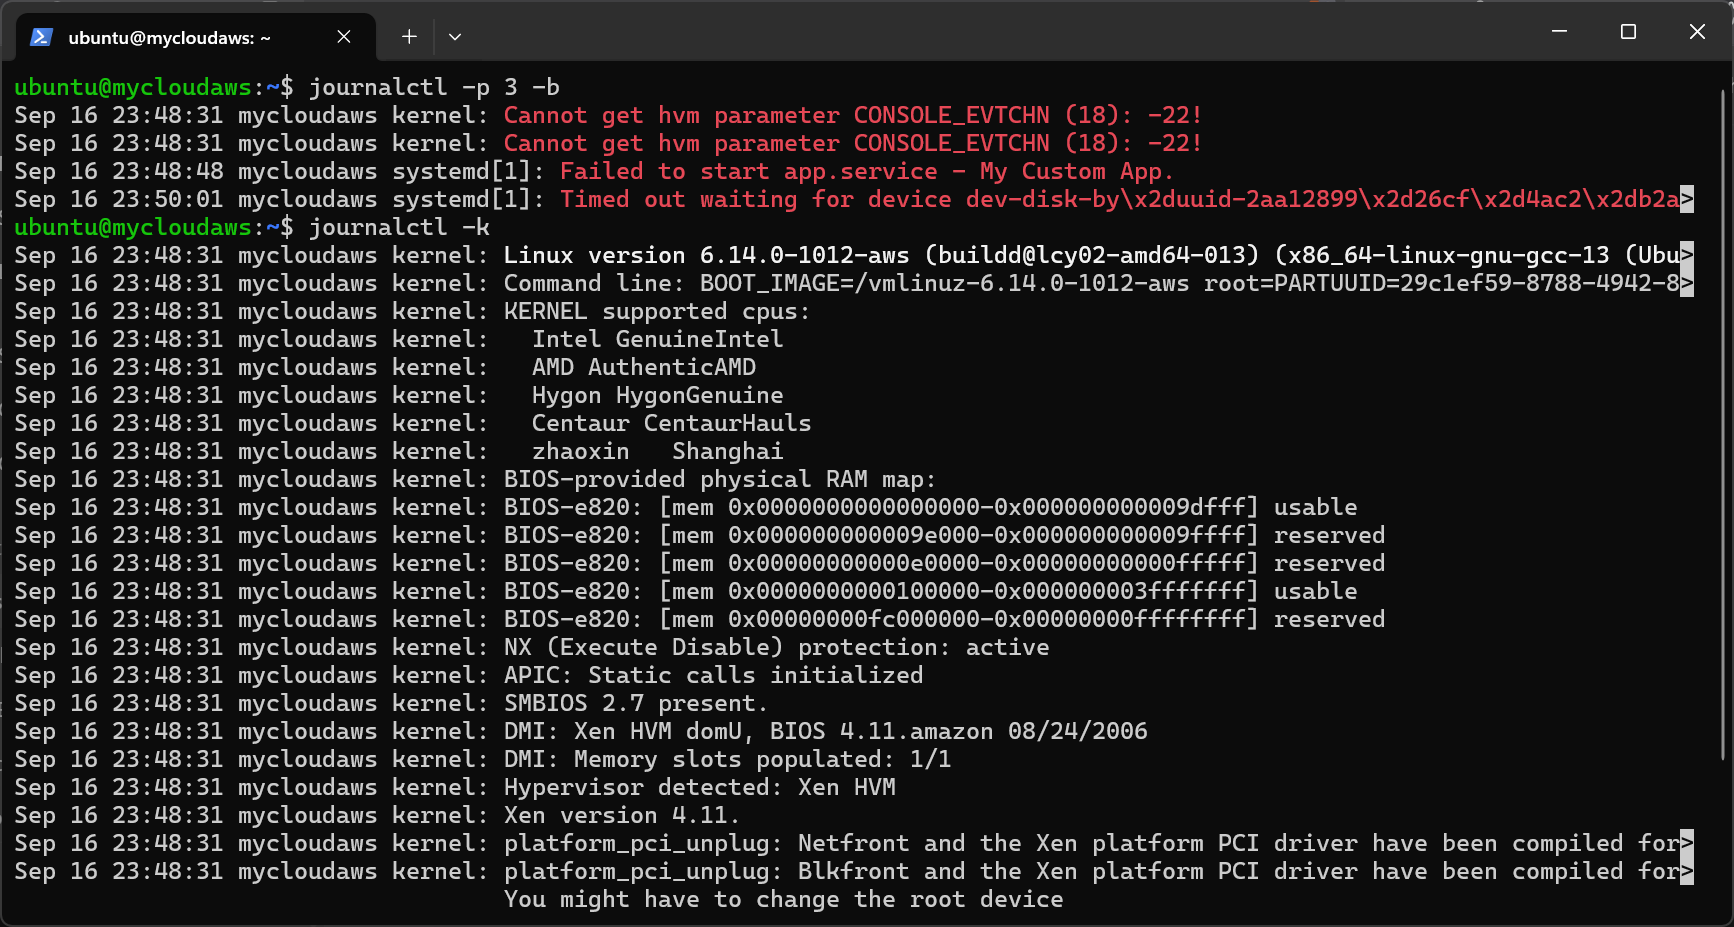 ubuntu@mycloudaws: ~
ubuntu@mycloudaws:~$ journalctl -p 3 -b
Sep 16 23:48:31 mycloudaws kernel: Cannot get hvm parameter CONSOLE_EVTCHN (18): -22!
Sep 16 23:48:31 mycloudaws kernel: Cannot get hvm parameter CONSOLE_EVTCHN (18): -22!
Sep 16 23:48:48 mycloudaws systemd[1]: Failed to start app.service - My Custom App.
Sep 16 23:50:01 mycloudaws systemd[1]: Timed out waiting for device dev-disk-by\x2duuid-2aa12899\x2d26cf\x2d4ac2\x2db2a>
ubuntu@mycloudaws:~$ journalctl -k
Sep 16 23:48:31 mycloudaws kernel: Linux version 6.14.0-1012-aws (buildd@lcy02-amd64-013) (x86_64-linux-gnu-gcc-13 (Ubu>
Sep 16 23:48:31 mycloudaws kernel: Command line: BOOT_IMAGE=/vmlinuz-6.14.0-1012-aws root=PARTUUID=29c1ef59-8788-4942-8>
Sep 16 23:48:31 mycloudaws kernel: KERNEL supported cpus:
Sep 16 23:48:31 mycloudaws kernel:   Intel GenuineIntel
Sep 16 23:48:31 mycloudaws kernel:   AMD AuthenticAMD
Sep 16 23:48:31 mycloudaws kernel:   Hygon HygonGenuine
Sep 16 23:48:31 mycloudaws kernel:   Centaur CentaurHauls
Sep 16 23:48:31 mycloudaws kernel:   zhaoxin   Shanghai
Sep 16 23:48:31 mycloudaws kernel: BIOS-provided physical RAM map:
Sep 16 23:48:31 mycloudaws kernel: BIOS-e820: [mem 0x0000000000000000-0x000000000009dfff] usable
Sep 16 23:48:31 mycloudaws kernel: BIOS-e820: [mem 0x000000000009e000-0x000000000009ffff] reserved
Sep 16 23:48:31 mycloudaws kernel: BIOS-e820: [mem 0x00000000000e0000-0x00000000000fffff] reserved
Sep 16 23:48:31 mycloudaws kernel: BIOS-e820: [mem 0x0000000000100000-0x000000003fffffff] usable
Sep 16 23:48:31 mycloudaws kernel: BIOS-e820: [mem 0x00000000fc000000-0x00000000ffffffff] reserved
Sep 16 23:48:31 mycloudaws kernel: NX (Execute Disable) protection: active
Sep 16 23:48:31 mycloudaws kernel: APIC: Static calls initialized
Sep 16 23:48:31 mycloudaws kernel: SMBIOS 2.7 present.
Sep 16 23:48:31 mycloudaws kernel: DMI: Xen HVM domU, BIOS 4.11.amazon 08/24/2006
Sep 16 23:48:31 mycloudaws kernel: DMI: Memory slots populated: 1/1
Sep 16 23:48:31 mycloudaws kernel: Hypervisor detected: Xen HVM
Sep 16 23:48:31 mycloudaws kernel: Xen version 4.11.
Sep 16 23:48:31 mycloudaws kernel: platform_pci_unplug: Netfront and the Xen platform PCI driver have been compiled for>
Sep 16 23:48:31 mycloudaws kernel: platform_pci_unplug: Blkfront and the Xen platform PCI driver have been compiled for>
You might have to change the root device